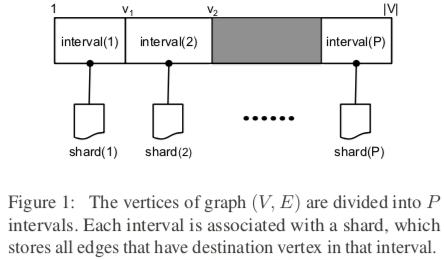 1 v₁ v₂ |V|
interval(1) interval(2) interval(P)
shard(1) shard(2) shard(P)
Figure 1: The vertices of graph (V, E) are divided into P
intervals. Each interval is associated with a shard, which
stores all edges that have destination vertex in that interval.